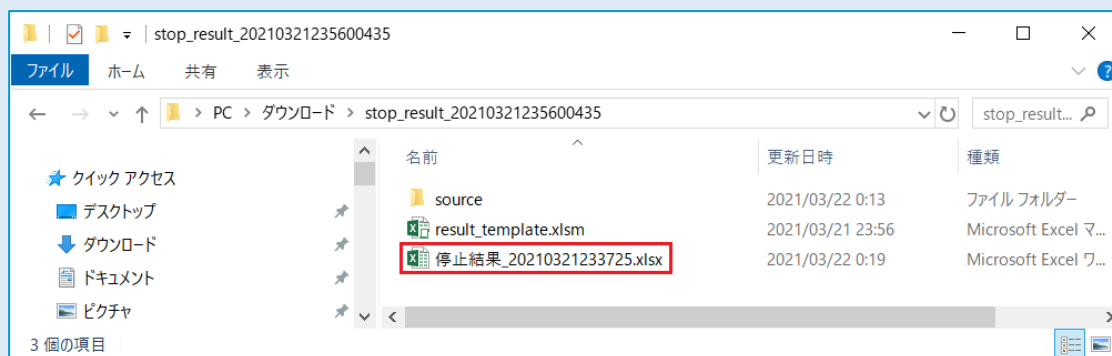 stop_result_20210321235600435
ファイル ホーム 共有 表示
PC ダウンロード stop_result_20210321235600435 stop_result...
名前 更新日時 種類
クイック アクセス
デスクトップ
ダウンロード
ドキュメント
ピクチャ
source 2021/03/22 0:13 ファイル フォルダー
result_template.xlsm 2021/03/21 23:56 Microsoft Excel マ...
停止結果_20210321233725.xlsx 2021/03/22 0:19 Microsoft Excel ワ...
3 個の項目